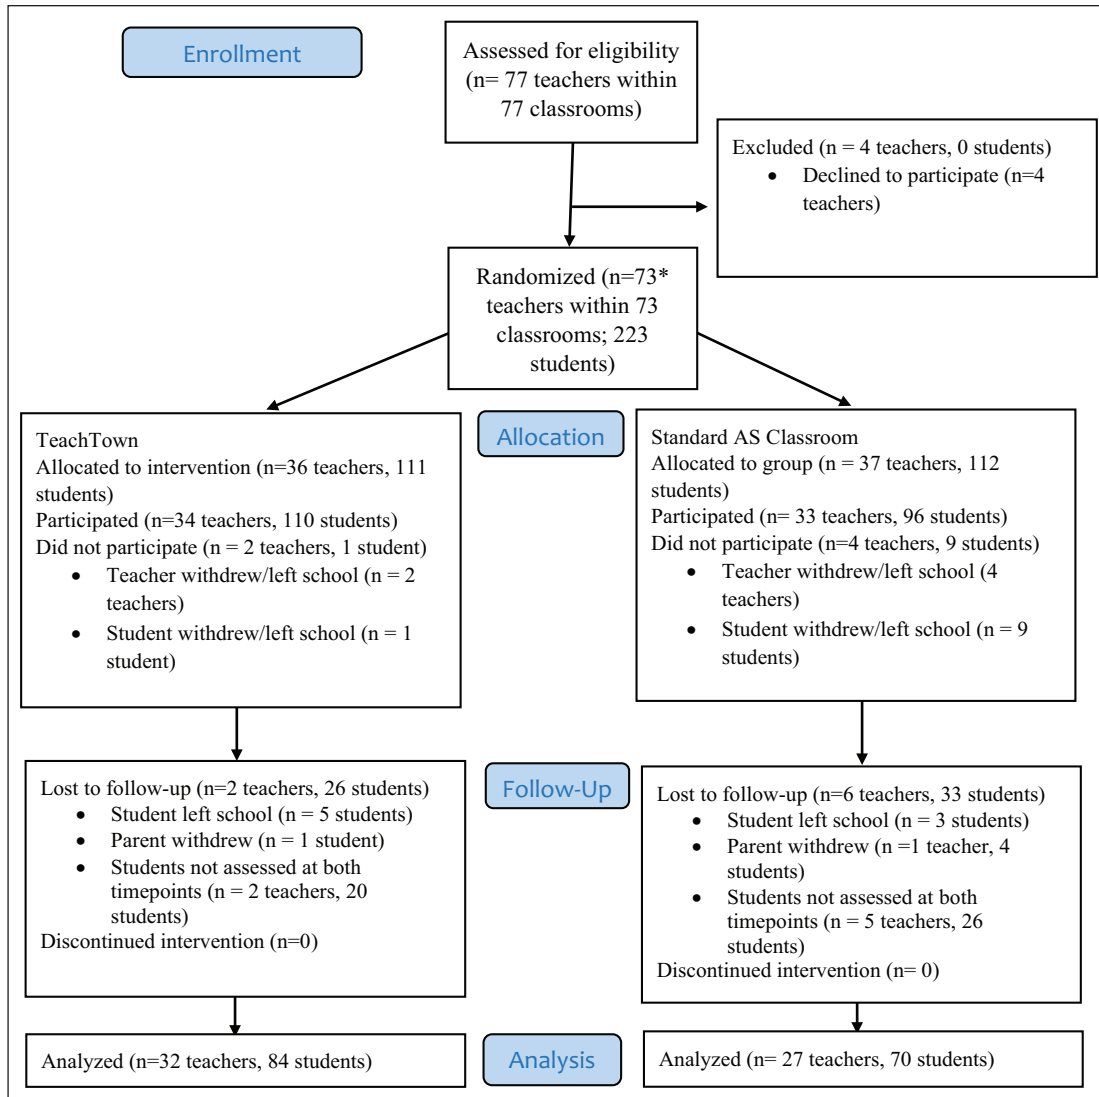 Enrollment
Assessed for eligibility
(n= 77 teachers within
77 classrooms)
Excluded (n = 4 teachers, 0 students)
• Declined to participate (n=4
teachers)
Randomized (n=73*
teachers within 73
classrooms; 223
students)
Allocation
TeachTown
Allocated to intervention (n=36 teachers, 111
students)
Participated (n=34 teachers, 110 students)
Did not participate (n = 2 teachers, 1 student)
• Teacher withdrew/left school (n = 2
teachers)
• Student withdrew/left school (n = 1
student)
Standard AS Classroom
Allocated to group (n = 37 teachers, 112
students)
Participated (n= 33 teachers, 96 students)
Did not participate (n=4 teachers, 9 students)
• Teacher withdrew/left school (4
teachers)
• Student withdrew/left school (n = 9
students)
Follow-Up
Lost to follow-up (n=2 teachers, 26 students)
• Student left school (n = 5 students)
• Parent withdrew (n = 1 student)
• Students not assessed at both
timepoints (n = 2 teachers, 20
students)
Discontinued intervention (n=0)
Lost to follow-up (n=6 teachers, 33 students)
• Student left school (n = 3 students)
• Parent withdrew (n =1 teacher, 4
students)
• Students not assessed at both
timepoints (n = 5 teachers, 26
students)
Discontinued intervention (n= 0)
Analysis
Analyzed (n=32 teachers, 84 students)
Analyzed (n= 27 teachers, 70 students)